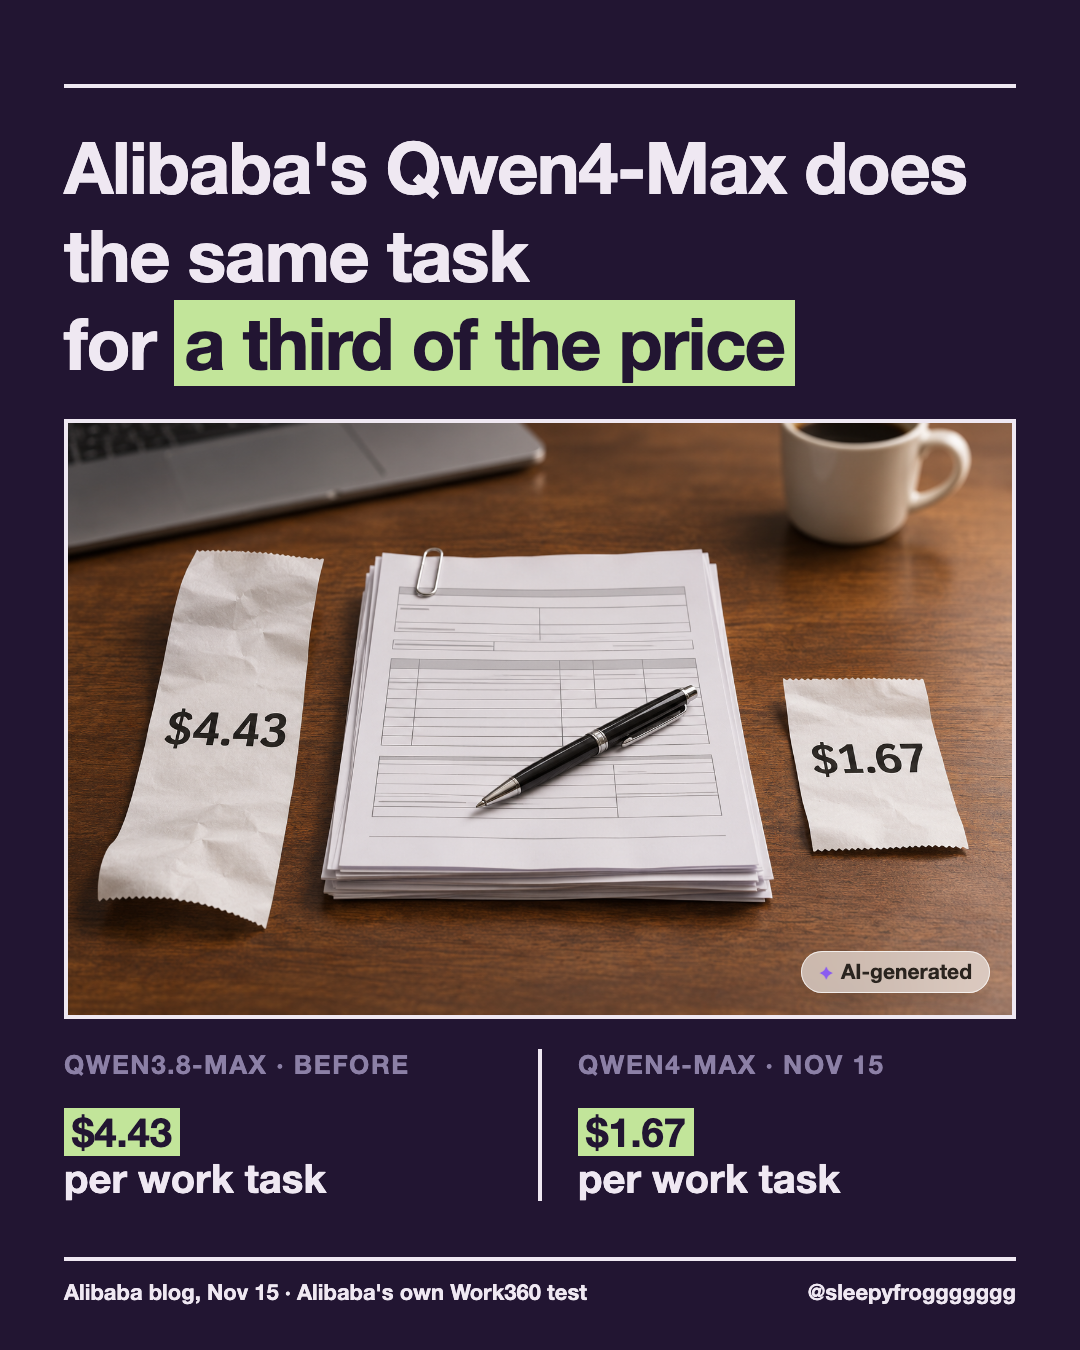 Alibaba's Qwen4-Max does
the same task
for a third of the price
$4.43
$1.67
AI-generated
QWEN3.8-MAX · BEFORE
$4.43
per work task
QWEN4-MAX · NOV 15
$1.67
per work task
Alibaba blog, Nov 15 · Alibaba's own Work360 test
@sleepyfroggggggg